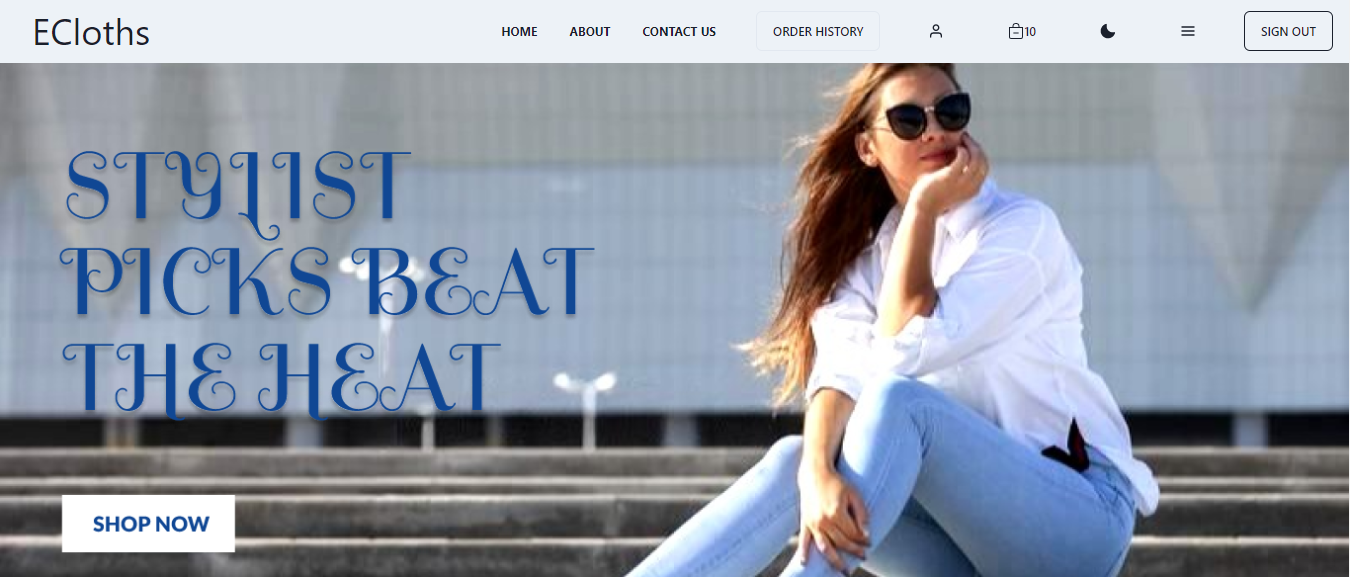 ECloths
HOME ABOUT CONTACT US ORDER HISTORY 10 SIGN OUT
STYLIST
PICKS BEAT
THE HEAT
SHOP NOW